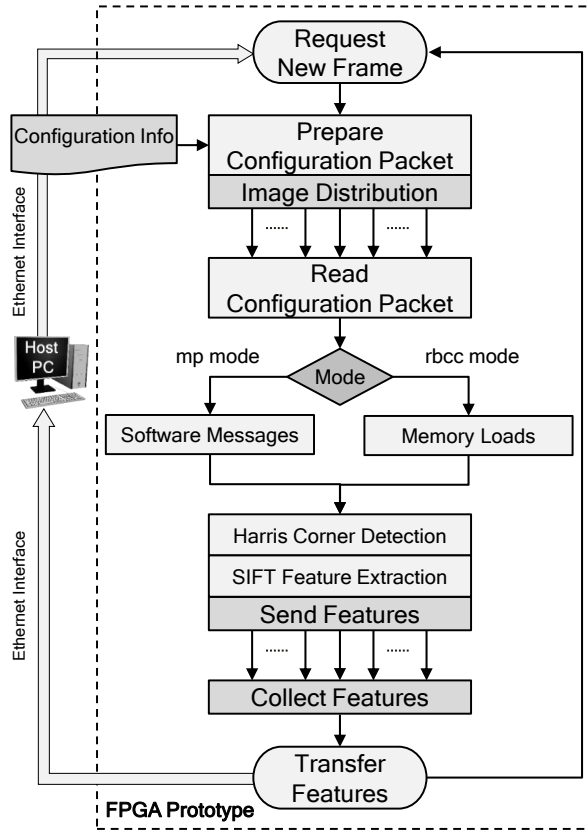 Request
New Frame
Configuration Info
Prepare
Configuration Packet
Image Distribution
...... ......
Read
Configuration Packet
Ethernet Interface
Host
PC
mp mode
Mode
rbcc mode
Software Messages
Memory Loads
Harris Corner Detection
SIFT Feature Extraction
Send Features
...... ......
Ethernet Interface
Collect Features
Transfer
Features
FPGA Prototype